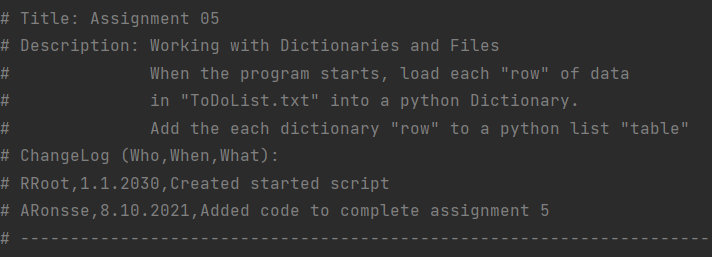 # Title: Assignment 05
# Description: Working with Dictionaries and Files
#              When the program starts, load each "row" of data
#              in "ToDoList.txt" into a python Dictionary.
#              Add the each dictionary "row" to a python list "table"
# ChangeLog (Who,When,What):
# RRoot,1.1.2030,Created started script
# ARonsse,8.10.2021,Added code to complete assignment 5
# ---------------------------------------------------------------------